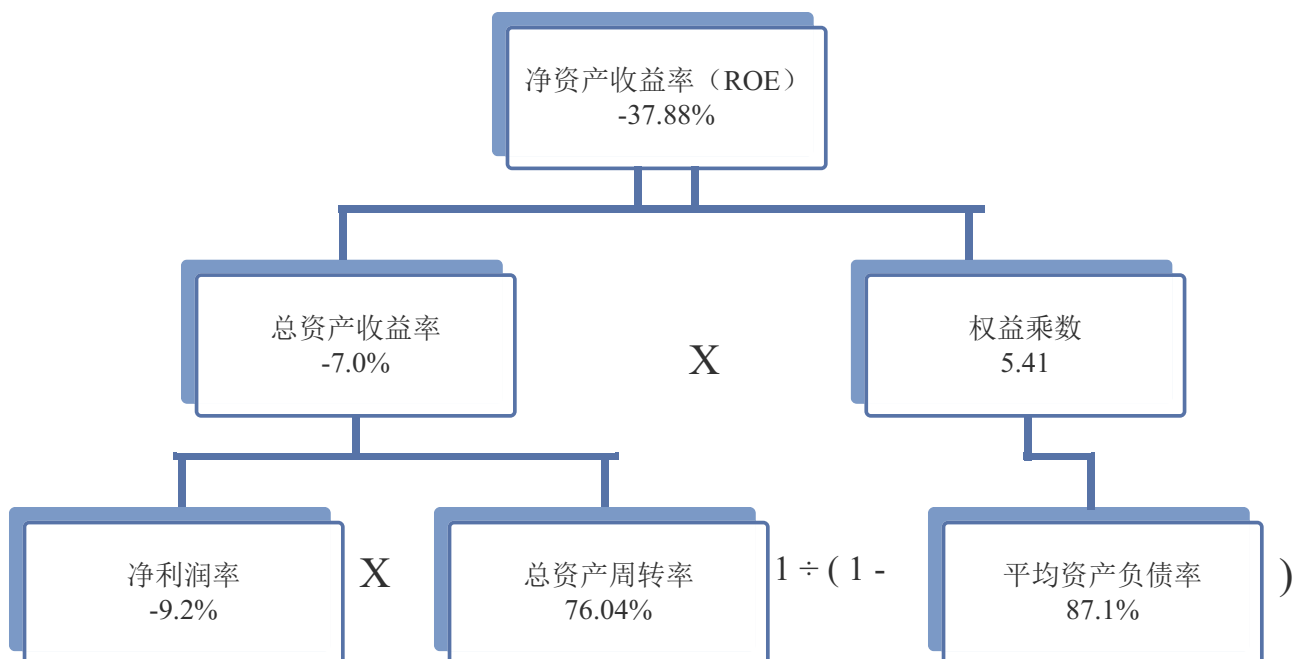 净资产收益率（ROE）
-37.88%
总资产收益率
-7.0%
X
权益乘数
5.41
净利润率
-9.2%
X
总资产周转率
76.04%
1 ÷ ( 1 -
平均资产负债率
87.1%
)